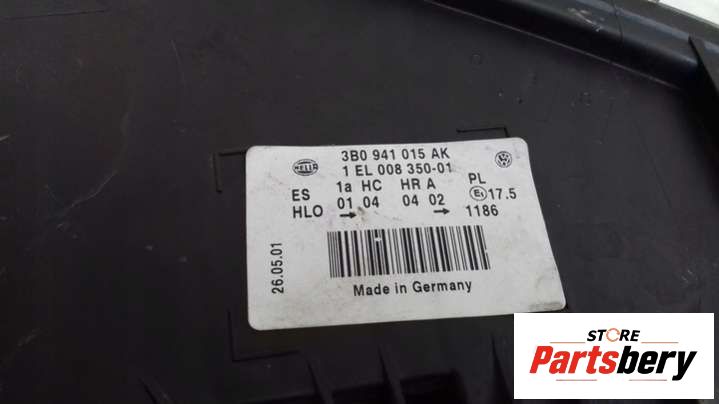 HELLA
3B0 941 015 AK
1 EL 008 350-01
ES 1a HC HR A PL
01 04 04 02 E1 17.5
HLO → → 1186
26.05.01
Made in Germany
STORE
Partsbery